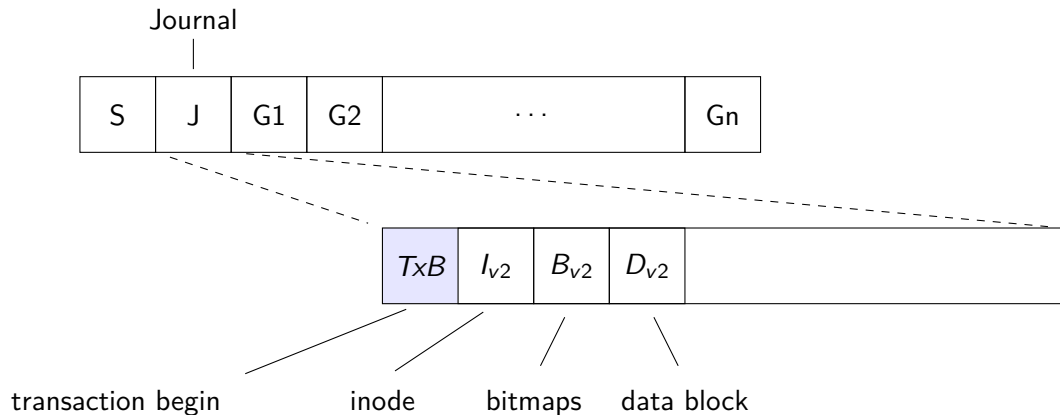 Journal
S J G1 G2 ... Gn
TxB Iv2 Bv2 Dv2
transaction begin inode bitmaps data block